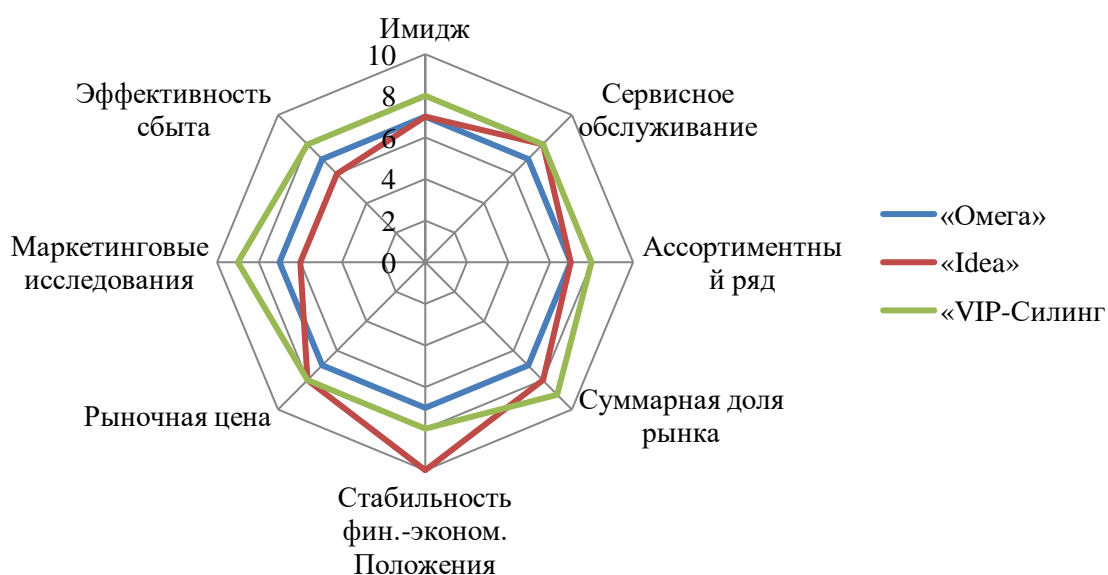 Имидж
10
8
6
4
2
0
Сервисное
обслуживание
Ассортиментны
й ряд
Суммарная доля
рынка
Стабильность
фин.-эконом.
Положения
Рыночная цена
Маркетинговые
исследования
Эффективность
сбыта
«Омега»
«Idea»
«VIP-Силинг